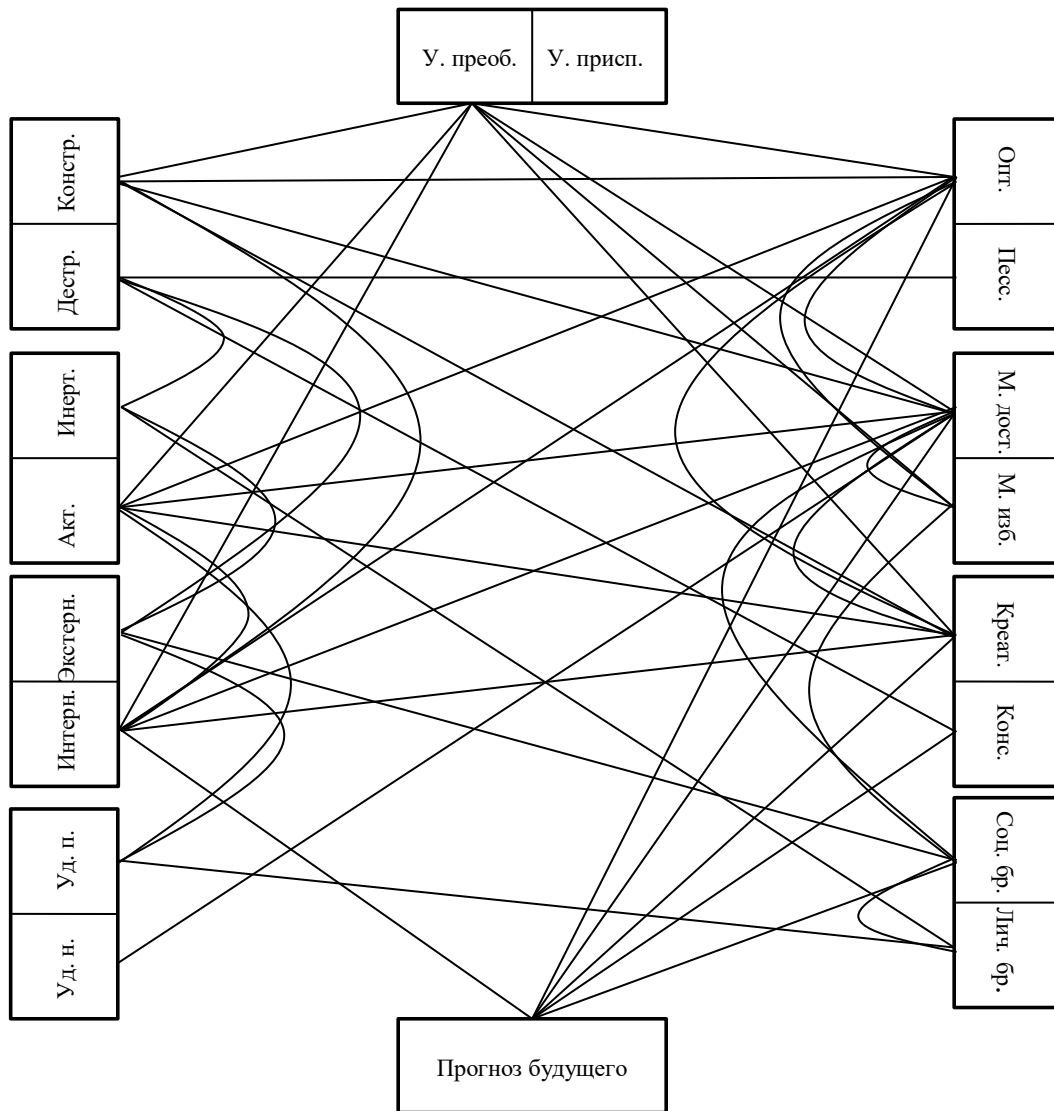 У. преоб.
У. присп.
Констр.
Дестр.
Инерт.
Акт.
Экстерн.
Интерн.
Уд. п.
Уд. н.
Опт.
Песс.
М. дост.
М. изб.
Креат.
Конс.
Соц. бр.
Лич. бр.
Прогноз будущего